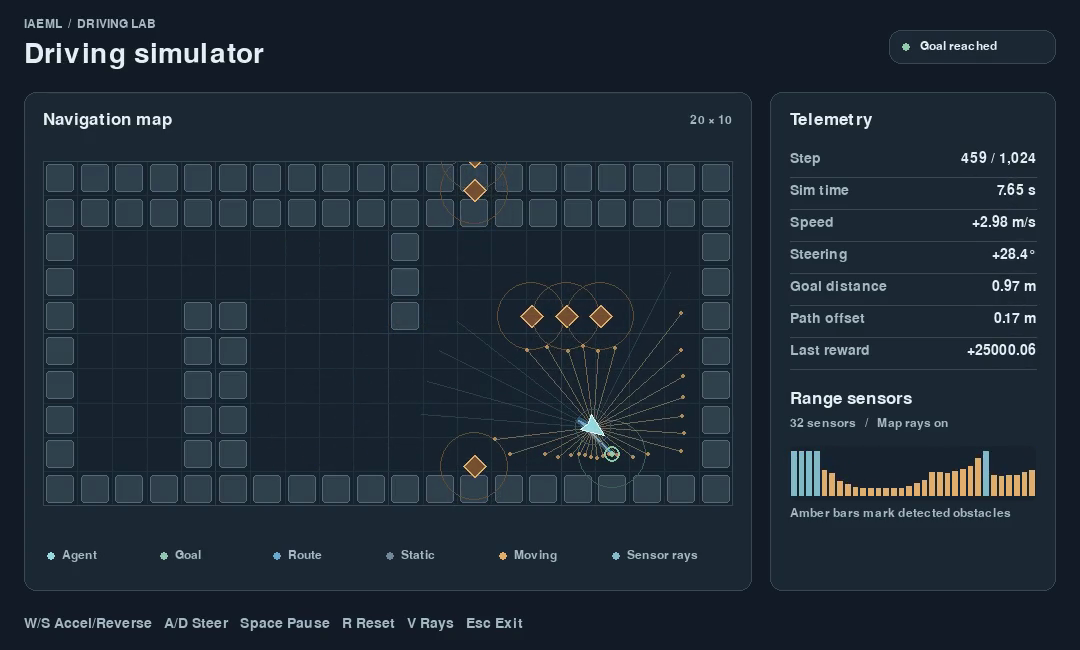 IAEML / DRIVING LAB
Driving simulator
Goal reached
Navigation map
20 × 10
Telemetry
Step 459 / 1,024
Sim time 7.65 s
Speed +2.98 m/s
Steering +28.4°
Goal distance 0.97 m
Path offset 0.17 m
Last reward +25000.06
Range sensors
32 sensors / Map rays on
Amber bars mark detected obstacles
Agent Goal Route Static Moving Sensor rays
W/S Accel/Reverse A/D Steer Space Pause R Reset V Rays Esc Exit